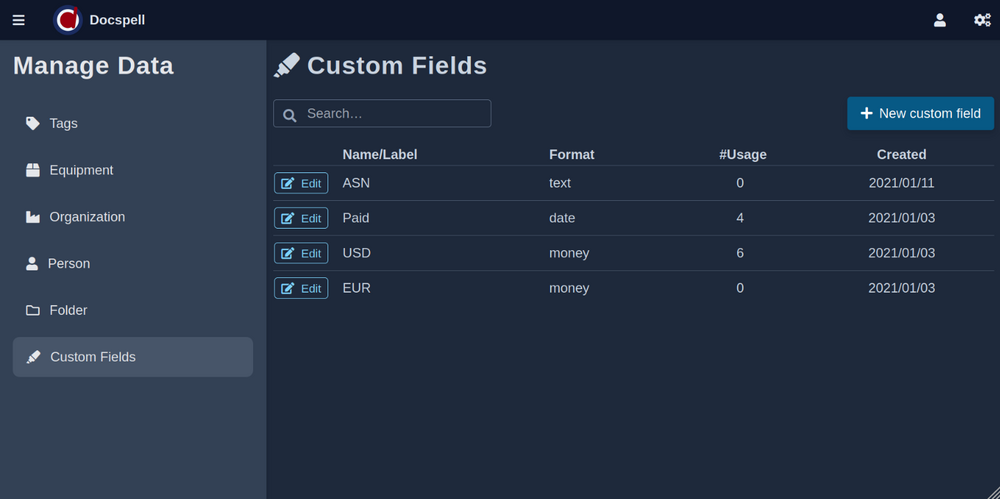 Docspell
Manage Data
Tags
Equipment
Organization
Person
Folder
Custom Fields
Custom Fields
Search…
New custom field
Name/Label Format #Usage Created
Edit ASN text 0 2021/01/11
Edit Paid date 4 2021/01/03
Edit USD money 6 2021/01/03
Edit EUR money 0 2021/01/03